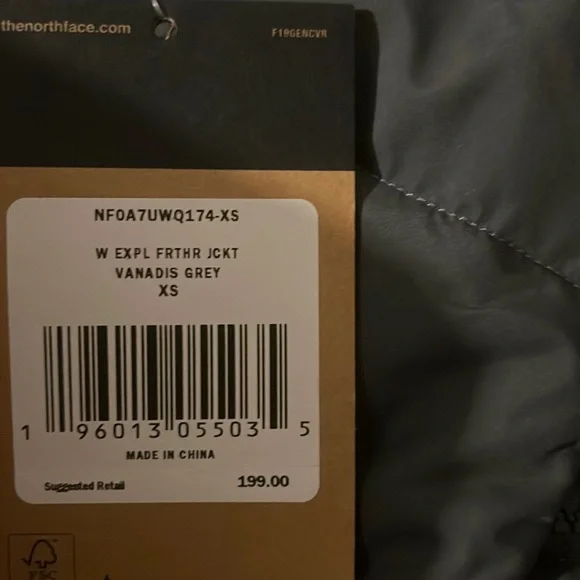 thenorthface.com
F19GENCVR
NF0A7UWQ174-XS
W EXPL FRTHR JCKT
VANADIS GREY
XS
1 96013 05503 5
MADE IN CHINA
Suggested Retail 199.00
FSC